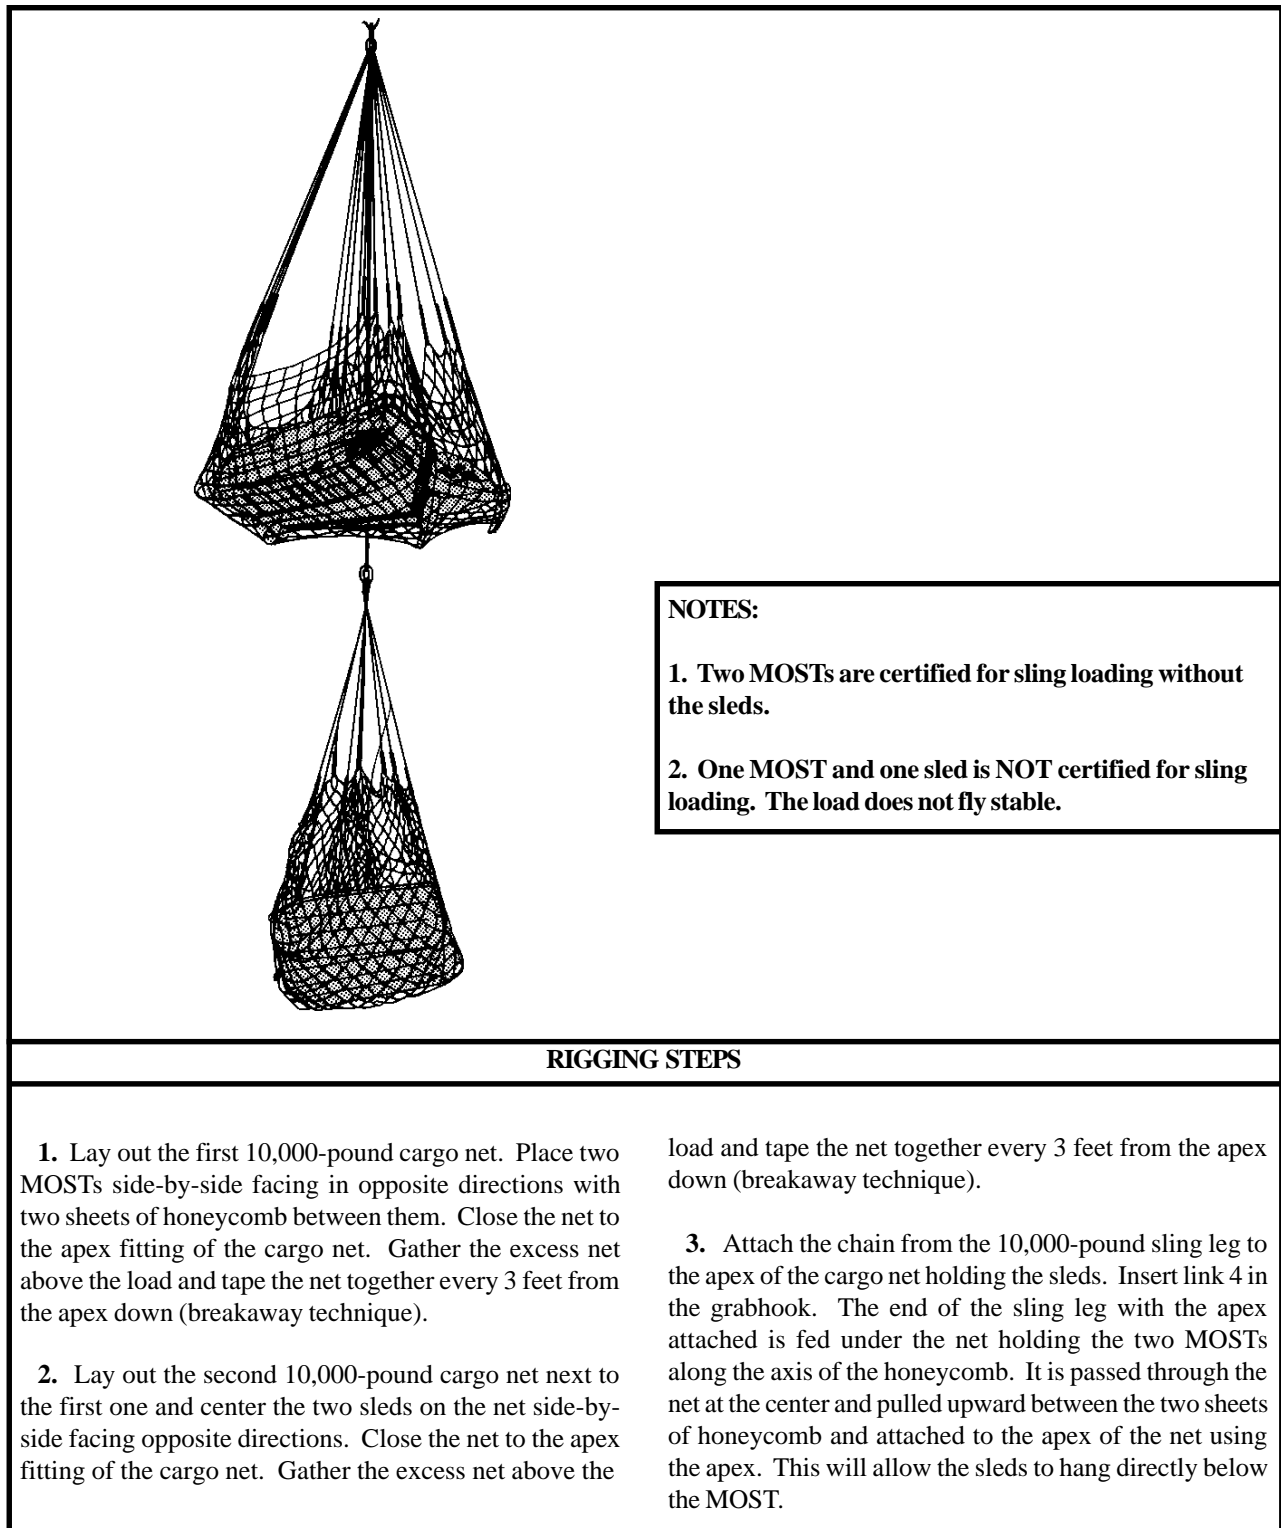 NOTES:
1. Two MOSTs are certified for sling loading without
the sleds.
2. One MOST and one sled is NOT certified for sling
loading. The load does not fly stable.
RIGGING STEPS
1. Lay out the first 10,000-pound cargo net. Place two
MOSTs side-by-side facing in opposite directions with
two sheets of honeycomb between them. Close the net to
the apex fitting of the cargo net. Gather the excess net
above the load and tape the net together every 3 feet from
the apex down (breakaway technique).
2. Lay out the second 10,000-pound cargo net next to
the first one and center the two sleds on the net side-by-
side facing opposite directions. Close the net to the apex
fitting of the cargo net. Gather the excess net above the
load and tape the net together every 3 feet from the apex
down (breakaway technique).
3. Attach the chain from the 10,000-pound sling leg to
the apex of the cargo net holding the sleds. Insert link 4 in
the grabhook. The end of the sling leg with the apex
attached is fed under the net holding the two MOSTs
along the axis of the honeycomb. It is passed through the
net at the center and pulled upward between the two sheets
of honeycomb and attached to the apex of the net using
the apex. This will allow the sleds to hang directly below
the MOST.